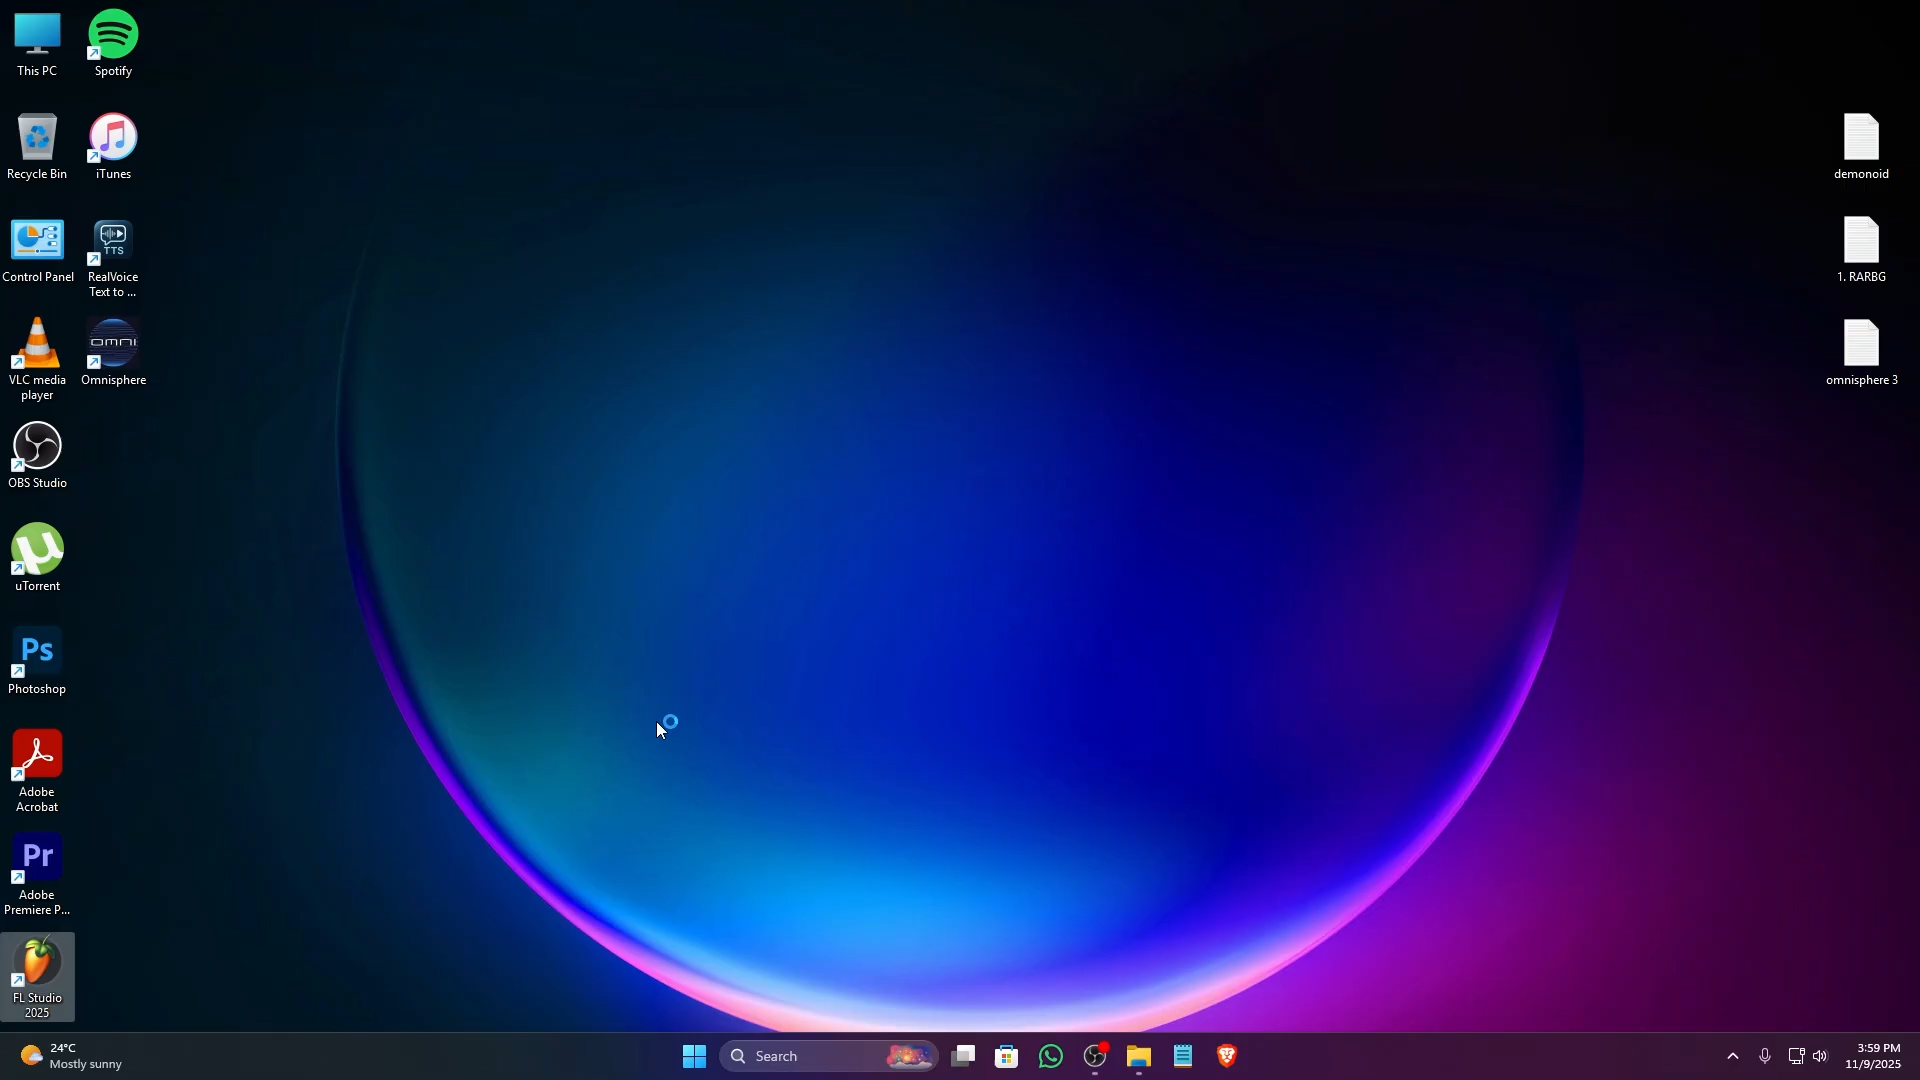 This PC
Spotify
Recycle Bin
iTunes
Control Panel
TTS
RealVoice
Text to ...
VLC media
player
omni
Omnisphere
OBS Studio
µ
uTorrent
Ps
Photoshop
Adobe
Acrobat
Pr
Adobe
Premiere P...
FL Studio
2025
demonoid
1. RARBG
omnisphere 3
24°C
Mostly sunny
Search
3:59 PM
11/9/2025